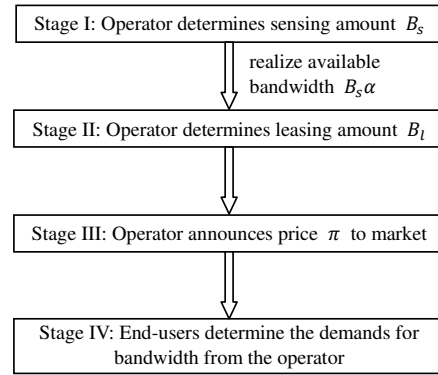 Stage I: Operator determines sensing amount B_s
realize available
bandwidth B_sα
Stage II: Operator determines leasing amount B_l
Stage III: Operator announces price π to market
Stage IV: End-users determine the demands for
bandwidth from the operator